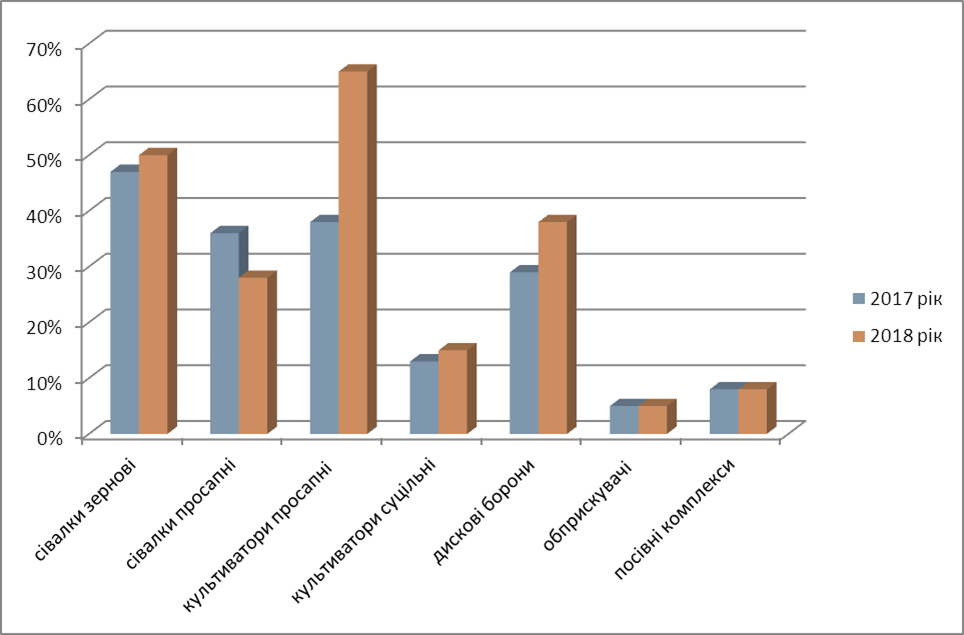 70%
60%
50%
40%
30%
20%
10%
0%
2017 рік
2018 рік
сівалки зернові
сівалки просапні
культиватори просапні
культиватори суцільні
дискові борони
обприскувачі
посівні комплекси